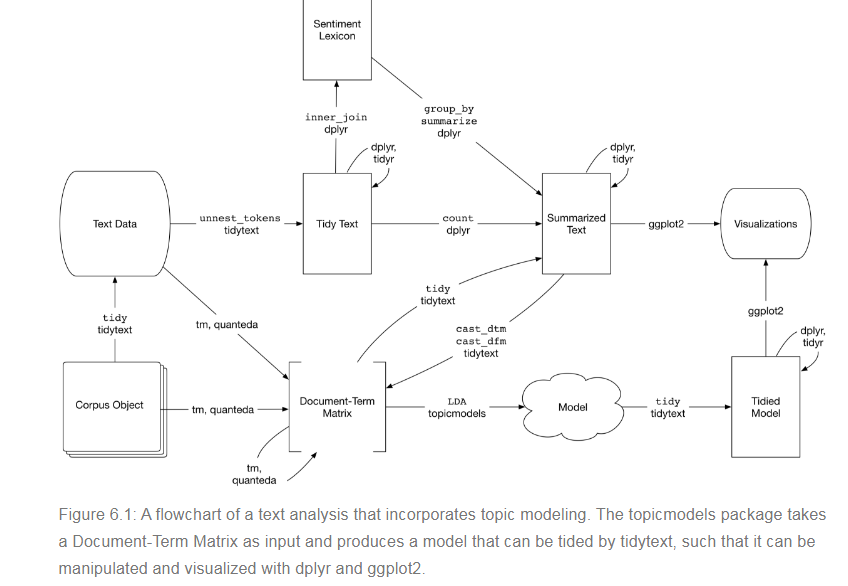 Sentiment
Lexicon
group_by
summarize
dplyr
inner_join
dplyr
dplyr,
tidyr
dplyr,
tidyr
Text Data
unnest_tokens
tidytext
Tidy Text
count
dplyr
Summarized
Text
ggplot2
Visualizations
tidy
tidytext
tidy
tidytext
tm, quanteda
cast_dtm
cast_dfm
tidytext
ggplot2
dplyr,
tidyr
Corpus Object
tm, quanteda
Document-Term
Matrix
LDA
topicmodels
Model
tidy
tidytext
Tidied
Model
tm,
quanteda
Figure 6.1: A flowchart of a text analysis that incorporates topic modeling. The topicmodels package takes
a Document-Term Matrix as input and produces a model that can be tided by tidytext, such that it can be
manipulated and visualized with dplyr and ggplot2.